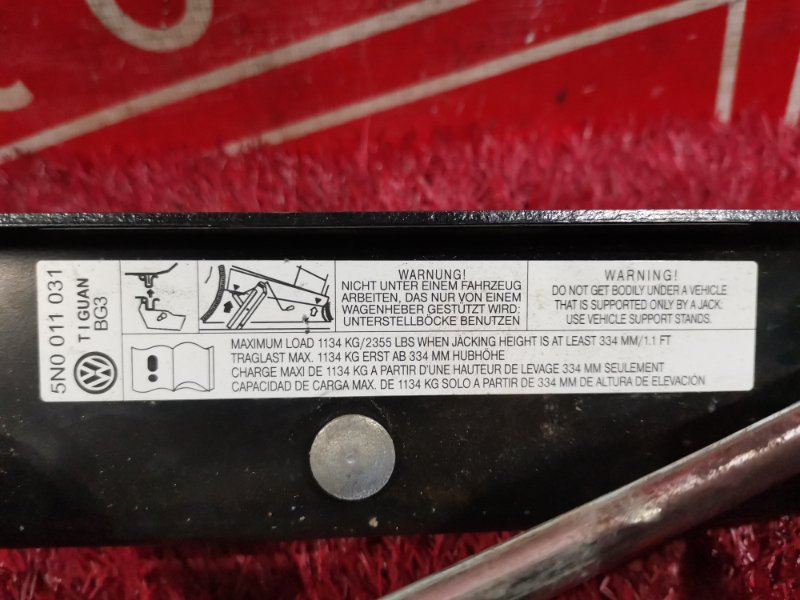 5N0 011 031
TIGUAN
BG3
WARNUNG!
NICHT UNTER EINEM FAHRZEUG
ARBEITEN, DAS NUR VON EINEM
WAGENHEBER GESTÜTZT WIRD:
UNTERSTELLBÖCKE BENUTZEN
WARNING!
DO NOT GET BODILY UNDER A VEHICLE
THAT IS SUPPORTED ONLY BY A JACK:
USE VEHICLE SUPPORT STANDS.
MAXIMUM LOAD 1134 KG/2355 LBS WHEN JACKING HEIGHT IS AT LEAST 334 MM/1.1 FT
TRAGLAST MAX. 1134 KG ERST AB 334 MM HUBHÖHE
CHARGE MAXI DE 1134 KG A PARTIR D'UNE HAUTEUR DE LEVAGE 334 MM SEULEMENT
CAPACIDAD DE CARGA MAX. DE 1134 KG SOLO A PARTIR DE 334 MM DE ALTURA DE ELEVACIÓN